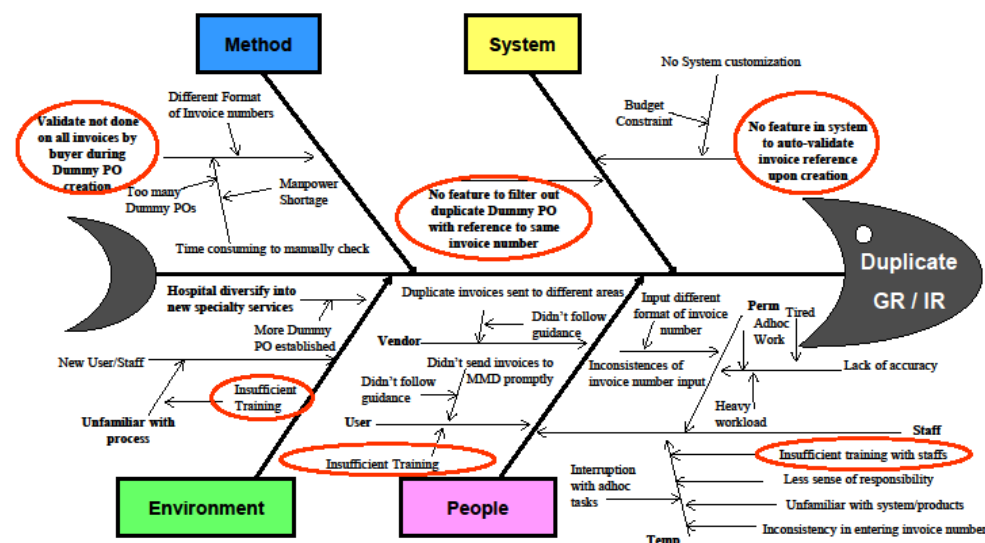 Method
System
No System customization
Different Format
of Invoice numbers
Budget
Constraint
Validate not done
on all invoices by
buyer during
Dummy PO
creation
No feature in system
to auto-validate
invoice reference
upon creation
Too many
Dummy POs
Manpower
Shortage
No feature to filter out
duplicate Dummy PO
with reference to same
invoice number
Time consuming to manually check
Duplicate
GR / IR
Hospital diversify into
new specialty services
More Dummy
PO established
New User/Staff
Insufficient
Training
Unfamiliar with
process
Duplicate invoices sent to different areas
Didn't follow
guidance
Vendor
Didn't send invoices to
MMD promptly
Didn't follow
guidance
User
Insufficient Training
Input different
format of invoice
number
Inconsistences of
invoice number input
Perm
Tired
Adhoc
Work
Lack of accuracy
Heavy
workload
Staff
Insufficient training with staffs
Less sense of responsibility
Interruption
with adhoc
tasks
Unfamiliar with system/products
Inconsistency in entering invoice number
Temp
Environment
People